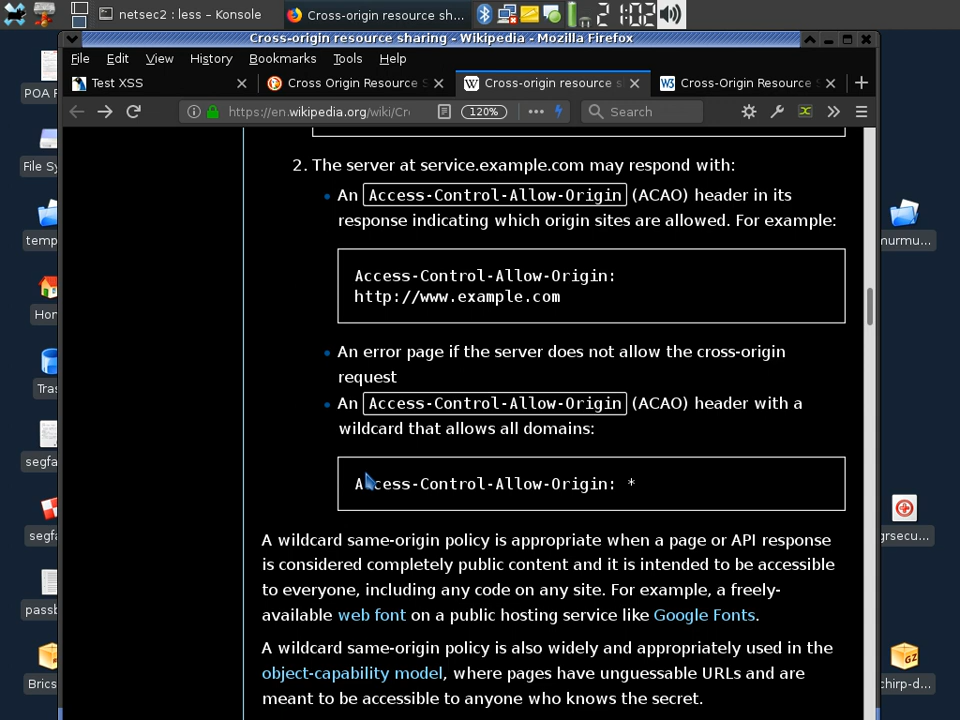 netsec2 : less – Konsole
Cross-origin resource sh...
2 1:02
Cross-origin resource sharing - Wikipedia - Mozilla Firefox
File Edit View History Bookmarks Tools Help
Test XSS
Cross Origin Resource S
Cross-origin resource s
Cross-Origin Resource S
https://en.wikipedia.org/wiki/Cr
120%
Search
2. The server at service.example.com may respond with:
• An Access-Control-Allow-Origin (ACAO) header in its
response indicating which origin sites are allowed. For example:
Access-Control-Allow-Origin:
http://www.example.com
• An error page if the server does not allow the cross-origin
request
• An Access-Control-Allow-Origin (ACAO) header with a
wildcard that allows all domains:
Access-Control-Allow-Origin: *
A wildcard same-origin policy is appropriate when a page or API response
is considered completely public content and it is intended to be accessible
to everyone, including any code on any site. For example, a freely-
available web font on a public hosting service like Google Fonts.
A wildcard same-origin policy is also widely and appropriately used in the
object-capability model, where pages have unguessable URLs and are
meant to be accessible to anyone who knows the secret.
POA F
File Sy
temp
Hon
Tras
segfa
segfa
passb
Brics
murmu...
grsecu...
GZ
chirp-d...